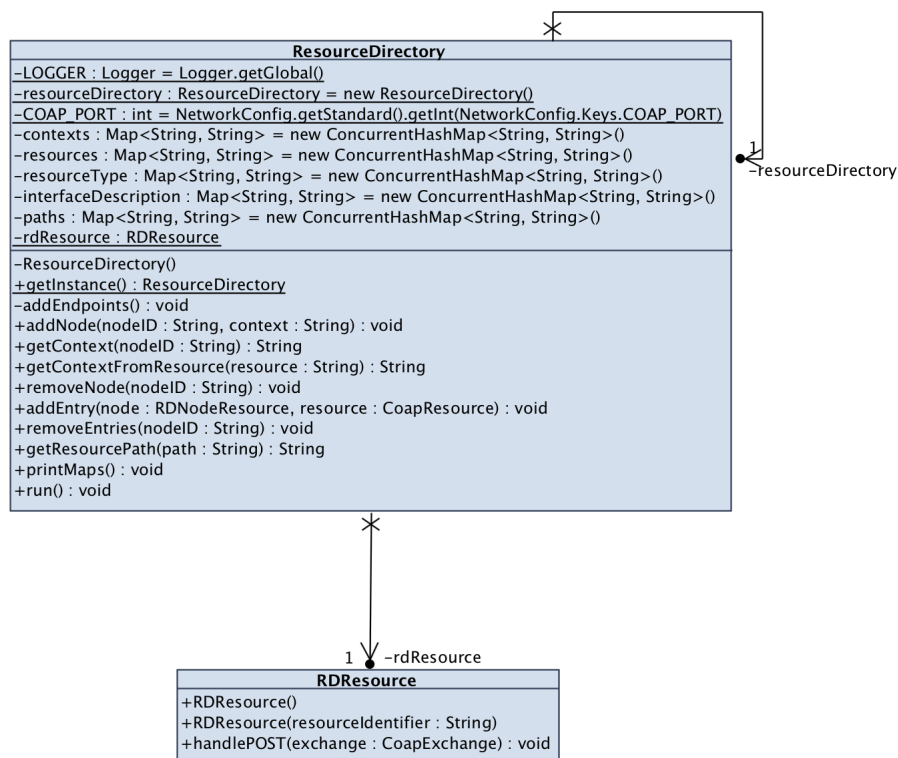 ResourceDirectory
-LOGGER : Logger = Logger.getGlobal()
-resourceDirectory : ResourceDirectory = new ResourceDirectory()
-COAP_PORT : int = NetworkConfig.getStandard().getInt(NetworkConfig.Keys.COAP_PORT)
-contexts : Map<String, String> = new ConcurrentHashMap<String, String>()
-resources : Map<String, String> = new ConcurrentHashMap<String, String>()
-resourceType : Map<String, String> = new ConcurrentHashMap<String, String>()
-interfaceDescription : Map<String, String> = new ConcurrentHashMap<String, String>()
-paths : Map<String, String> = new ConcurrentHashMap<String, String>()
-rdResource : RDResource
1
-resourceDirectory
-ResourceDirectory()
+getInstance() : ResourceDirectory
-addEndpoints() : void
+addNode(nodeID : String, context : String) : void
+getContext(nodeID : String) : String
+getContextFromResource(resource : String) : String
+removeNode(nodeID : String) : void
+addEntry(node : RDNodeResource, resource : CoapResource) : void
+removeEntries(nodeID : String) : void
+getResourcePath(path : String) : String
+printMaps() : void
+run() : void
1 -rdResource
RDResource
+RDResource()
+RDResource(resourceIdentifier : String)
+handlePOST(exchange : CoapExchange) : void